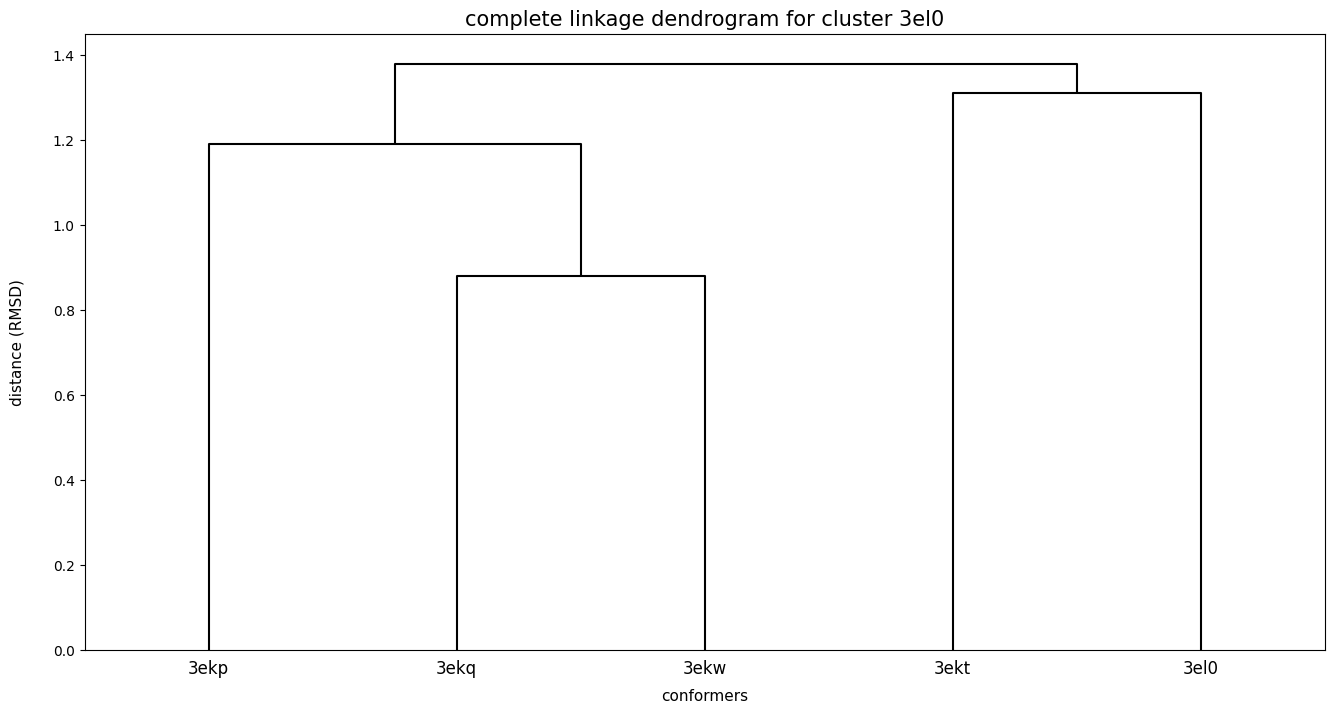 complete linkage dendrogram for cluster 3el0
1.4
1.2
1.0
0.8
0.6
0.4
0.2
0.0
distance (RMSD)
3ekp 3ekq 3ekw 3ekt 3el0
conformers